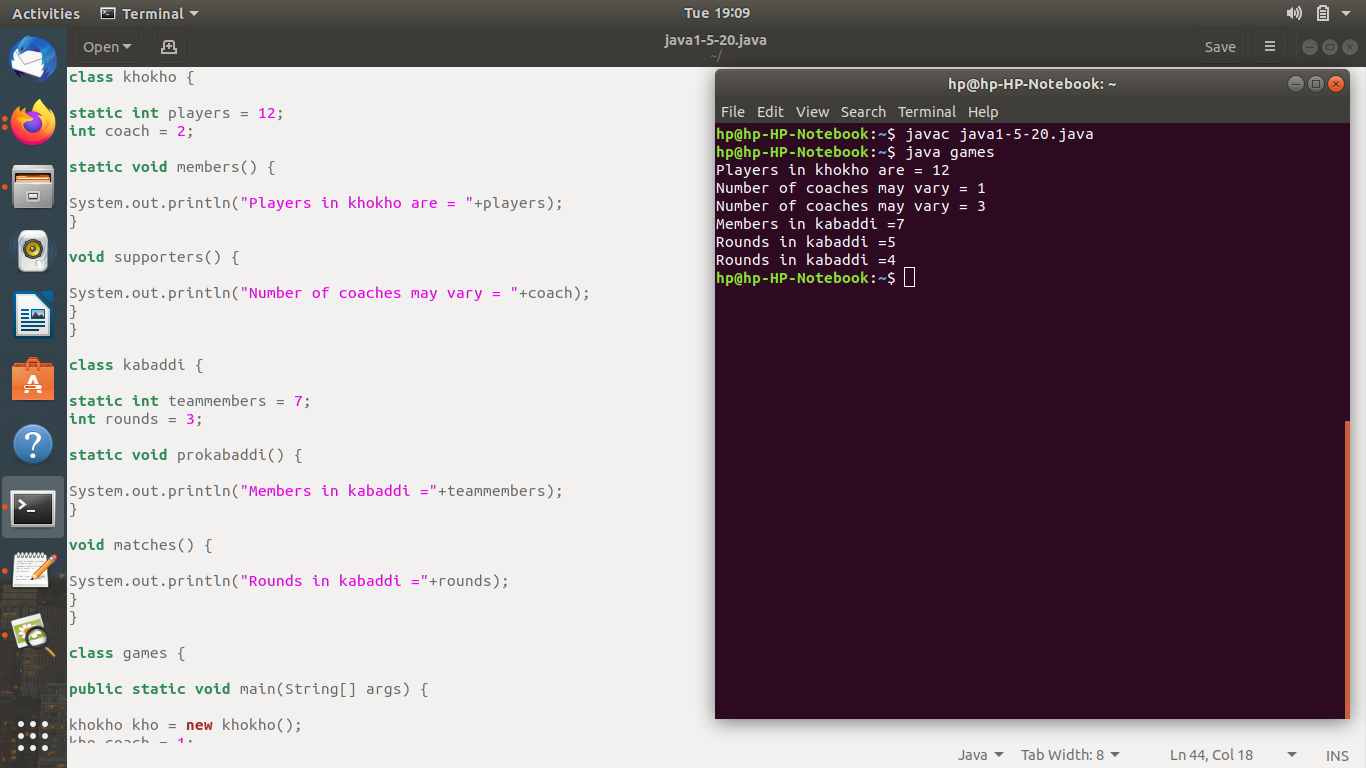 Activities Terminal Tue 19:09
Open java1-5-20.java Save
~/
class khokho {
static int players = 12;
int coach = 2;
static void members() {
System.out.println("Players in khokho are = "+players);
}
void supporters() {
System.out.println("Number of coaches may vary = "+coach);
}
}
class kabaddi {
static int teammembers = 7;
int rounds = 3;
static void prokabaddi() {
System.out.println("Members in kabaddi ="+teammembers);
}
void matches() {
System.out.println("Rounds in kabaddi ="+rounds);
}
}
class games {
public static void main(String[] args) {
khokho kho = new khokho();
kho.coach = 1;
hp@hp-HP-Notebook: ~
File Edit View Search Terminal Help
hp@hp-HP-Notebook:~$ javac java1-5-20.java
hp@hp-HP-Notebook:~$ java games
Players in khokho are = 12
Number of coaches may vary = 1
Number of coaches may vary = 3
Members in kabaddi =7
Rounds in kabaddi =5
Rounds in kabaddi =4
hp@hp-HP-Notebook:~$
Java Tab Width: 8 Ln 44, Col 18 INS